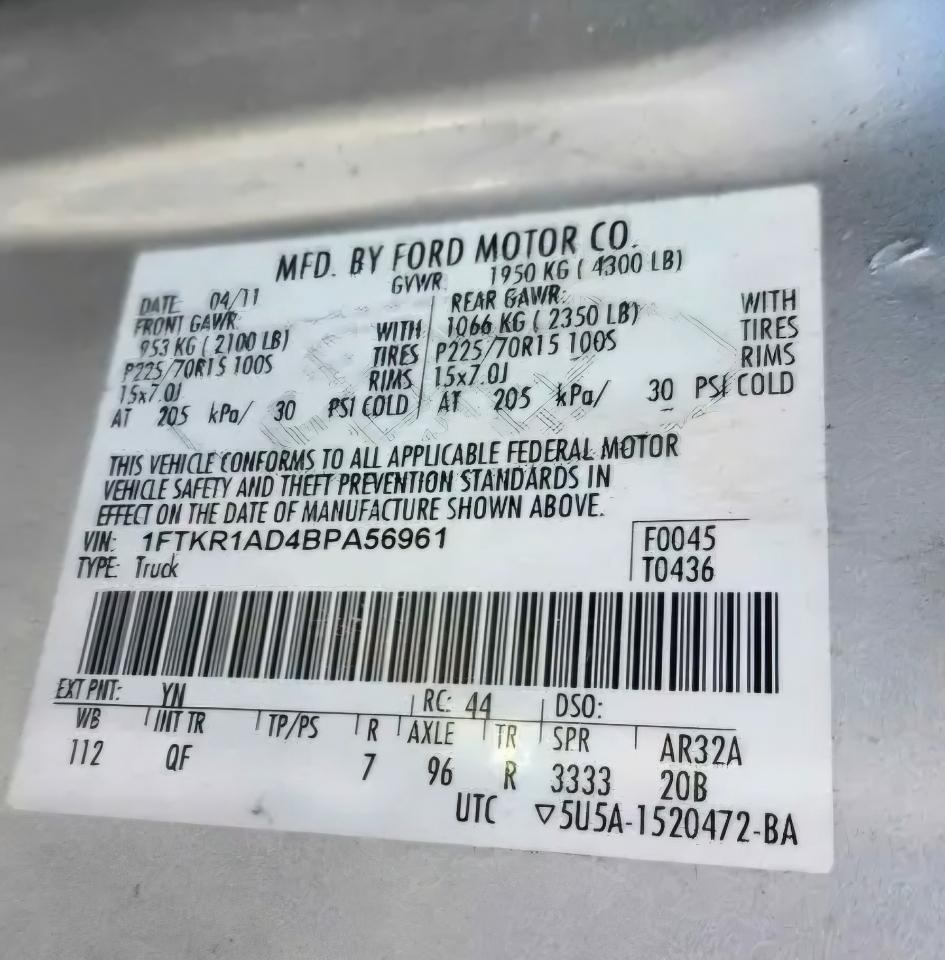 MFD. BY FORD MOTOR CO.
DATE: 04/11 GVWR: 1950 KG ( 4300 LB)
FRONT GAWR: REAR GAWR: WITH
953 KG ( 2100 LB) WITH 1066 KG ( 2350 LB) TIRES
P225/70R15 100S TIRES P225/70R15 100S RIMS
15x7.0J RIMS 15x7.0J
AT 205 kPa/ 30 PSI COLD AT 205 kPa/ 30 PSI COLD
THIS VEHICLE CONFORMS TO ALL APPLICABLE FEDERAL MOTOR
VEHICLE SAFETY AND THEFT PREVENTION STANDARDS IN
EFFECT ON THE DATE OF MANUFACTURE SHOWN ABOVE.
VIN: 1FTKR1AD4BPA56961 F0045
TYPE: Truck T0436
EXT PNT: YN RC: 44 DSO:
WB INT TR TP/PS R AXLE TR SPR AR32A
112 QF 7 96 R 3333 20B
UTC ▽5U5A-1520472-BA